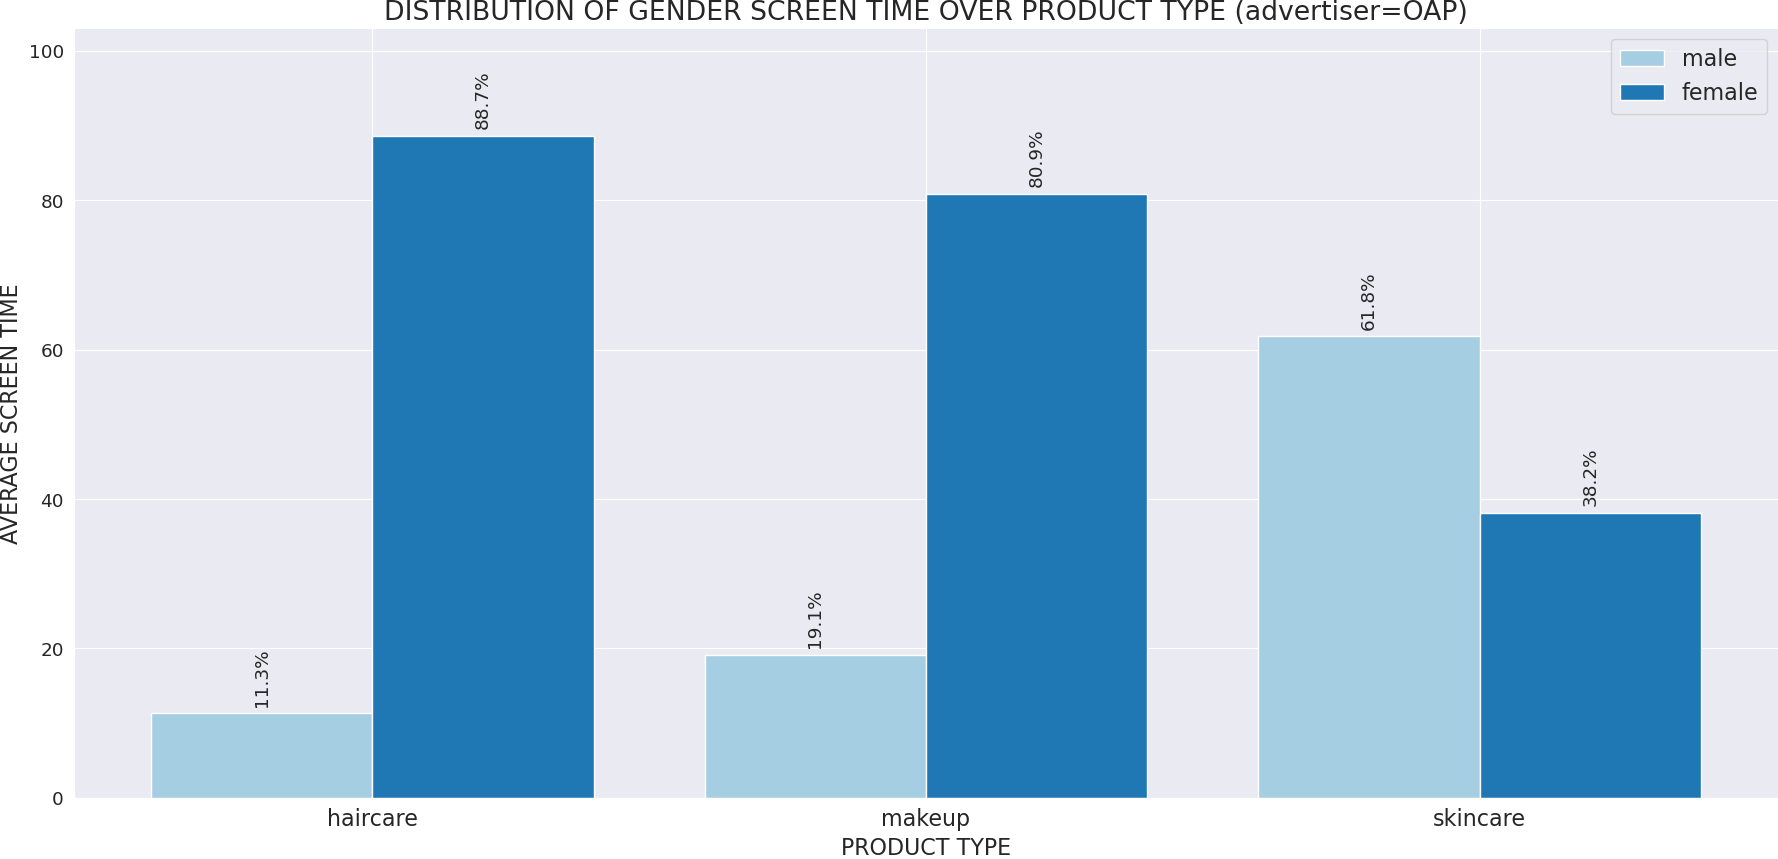 DISTRIBUTION OF GENDER SCREEN TIME OVER PRODUCT TYPE (advertiser=OAP)
male
female
AVERAGE SCREEN TIME
100
80
60
40
20
0
11.3%
88.7%
19.1%
80.9%
61.8%
38.2%
haircare
makeup
skincare
PRODUCT TYPE